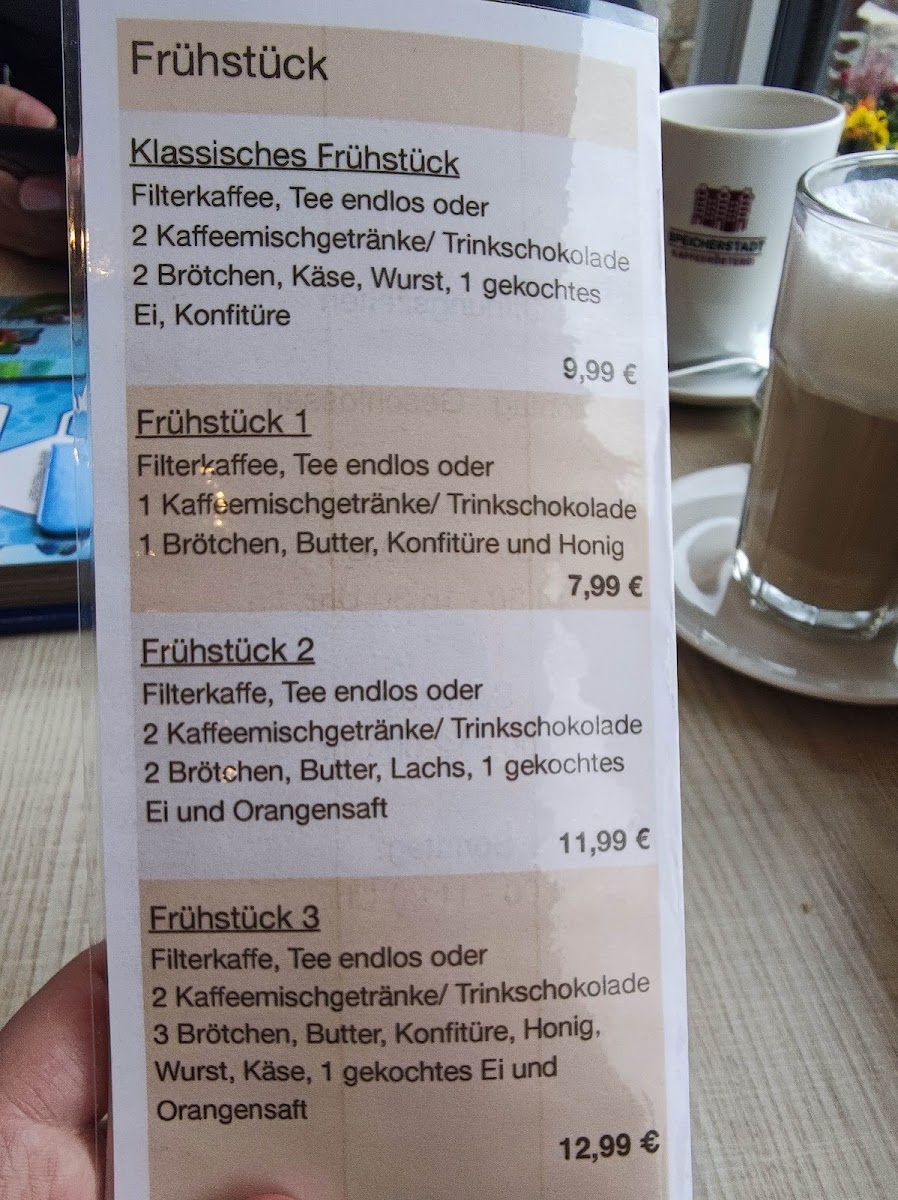 Frühstück
Klassisches Frühstück
Filterkaffee, Tee endlos oder
2 Kaffeemischgetränke/ Trinkschokolade
2 Brötchen, Käse, Wurst, 1 gekochtes
Ei, Konfitüre
9,99 €
Frühstück 1
Filterkaffee, Tee endlos oder
1 Kaffeemischgetränke/ Trinkschokolade
1 Brötchen, Butter, Konfitüre und Honig
7,99 €
Frühstück 2
Filterkaffe, Tee endlos oder
2 Kaffeemischgetränke/ Trinkschokolade
2 Brötchen, Butter, Lachs, 1 gekochtes
Ei und Orangensaft
11,99 €
Frühstück 3
Filterkaffe, Tee endlos oder
2 Kaffeemischgetränke/ Trinkschokolade
3 Brötchen, Butter, Konfitüre, Honig,
Wurst, Käse, 1 gekochtes Ei und
Orangensaft
12,99 €
SPEICHERSTADT
KAFFEERÖSTEREI